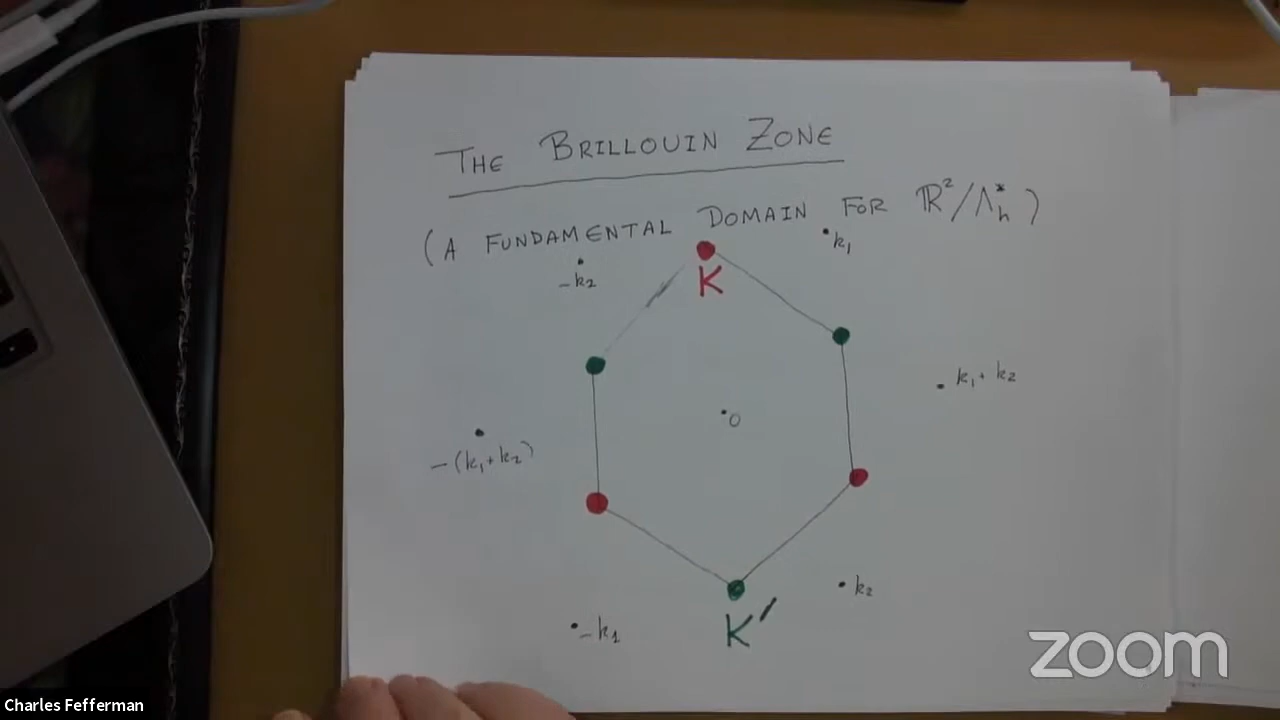 THE BRILLOUIN ZONE
(A FUNDAMENTAL DOMAIN FOR ℝ²/Λₕ*)
k₁
-k₂
K
k₁+k₂
0
-(k₁+k₂)
k₂
-k₁
K′
zoom
Charles Fefferman